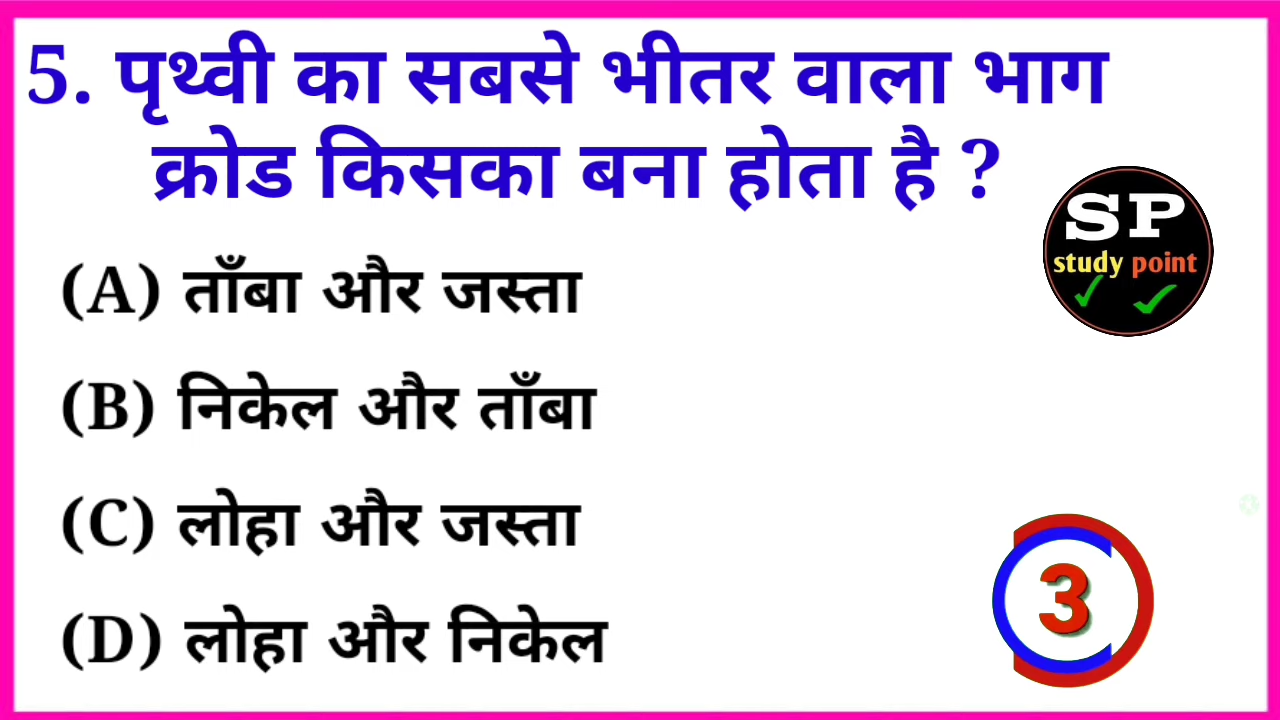 5. पृथ्वी का सबसे भीतर वाला भाग
क्रोड किसका बना होता है ?
SP
study point
(A) ताँबा और जस्ता
(B) निकेल और ताँबा
(C) लोहा और जस्ता
(D) लोहा और निकेल
3